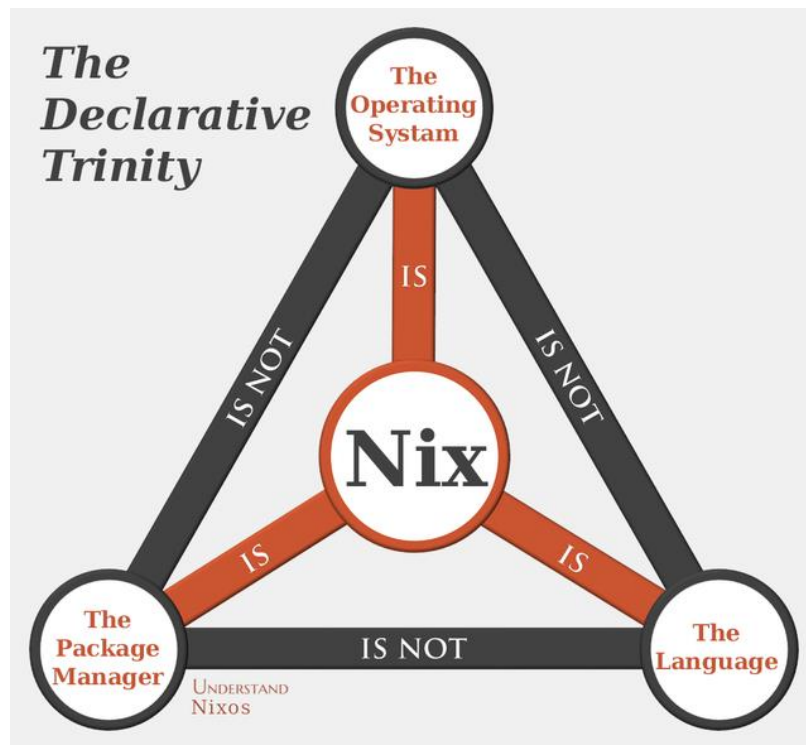 The
Declarative
Trinity
The
Operating
Systam
IS
IS NOT
IS NOT
Nix
IS
IS
The
Package
Manager
IS NOT
The
Language
Understand
Nixos